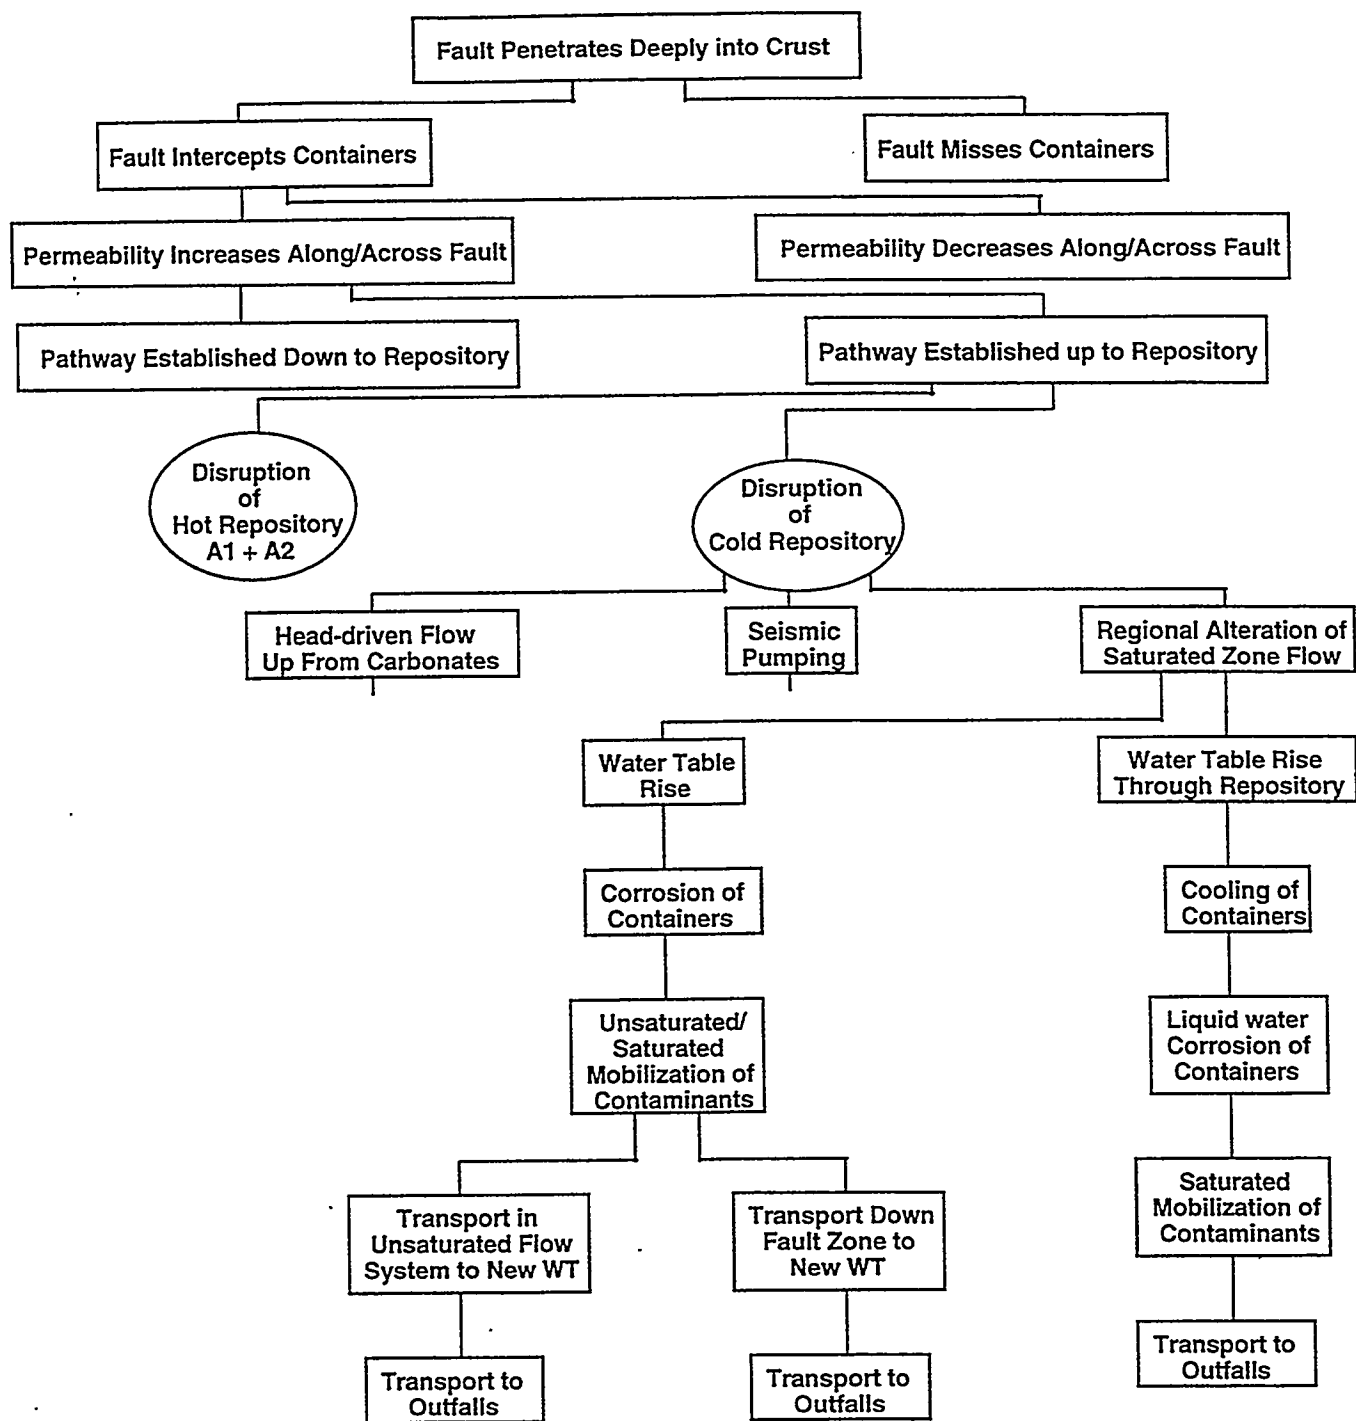 Fault Penetrates Deeply into Crust
Fault Intercepts Containers
Fault Misses Containers
Permeability Increases Along/Across Fault
Permeability Decreases Along/Across Fault
Pathway Established Down to Repository
Pathway Established up to Repository
Disruption
of
Hot Repository
A1 + A2
Disruption
of
Cold Repository
Head-driven Flow
Up From Carbonates
Seismic
Pumping
Regional Alteration of
Saturated Zone Flow
Water Table
Rise
Water Table Rise
Through Repository
Corrosion of
Containers
Cooling of
Containers
Unsaturated/
Saturated
Mobilization of
Contaminants
Liquid water
Corrosion of
Containers
Transport in
Unsaturated Flow
System to New WT
Transport Down
Fault Zone to
New WT
Saturated
Mobilization of
Contaminants
Transport to
Outfalls
Transport to
Outfalls
Transport to
Outfalls